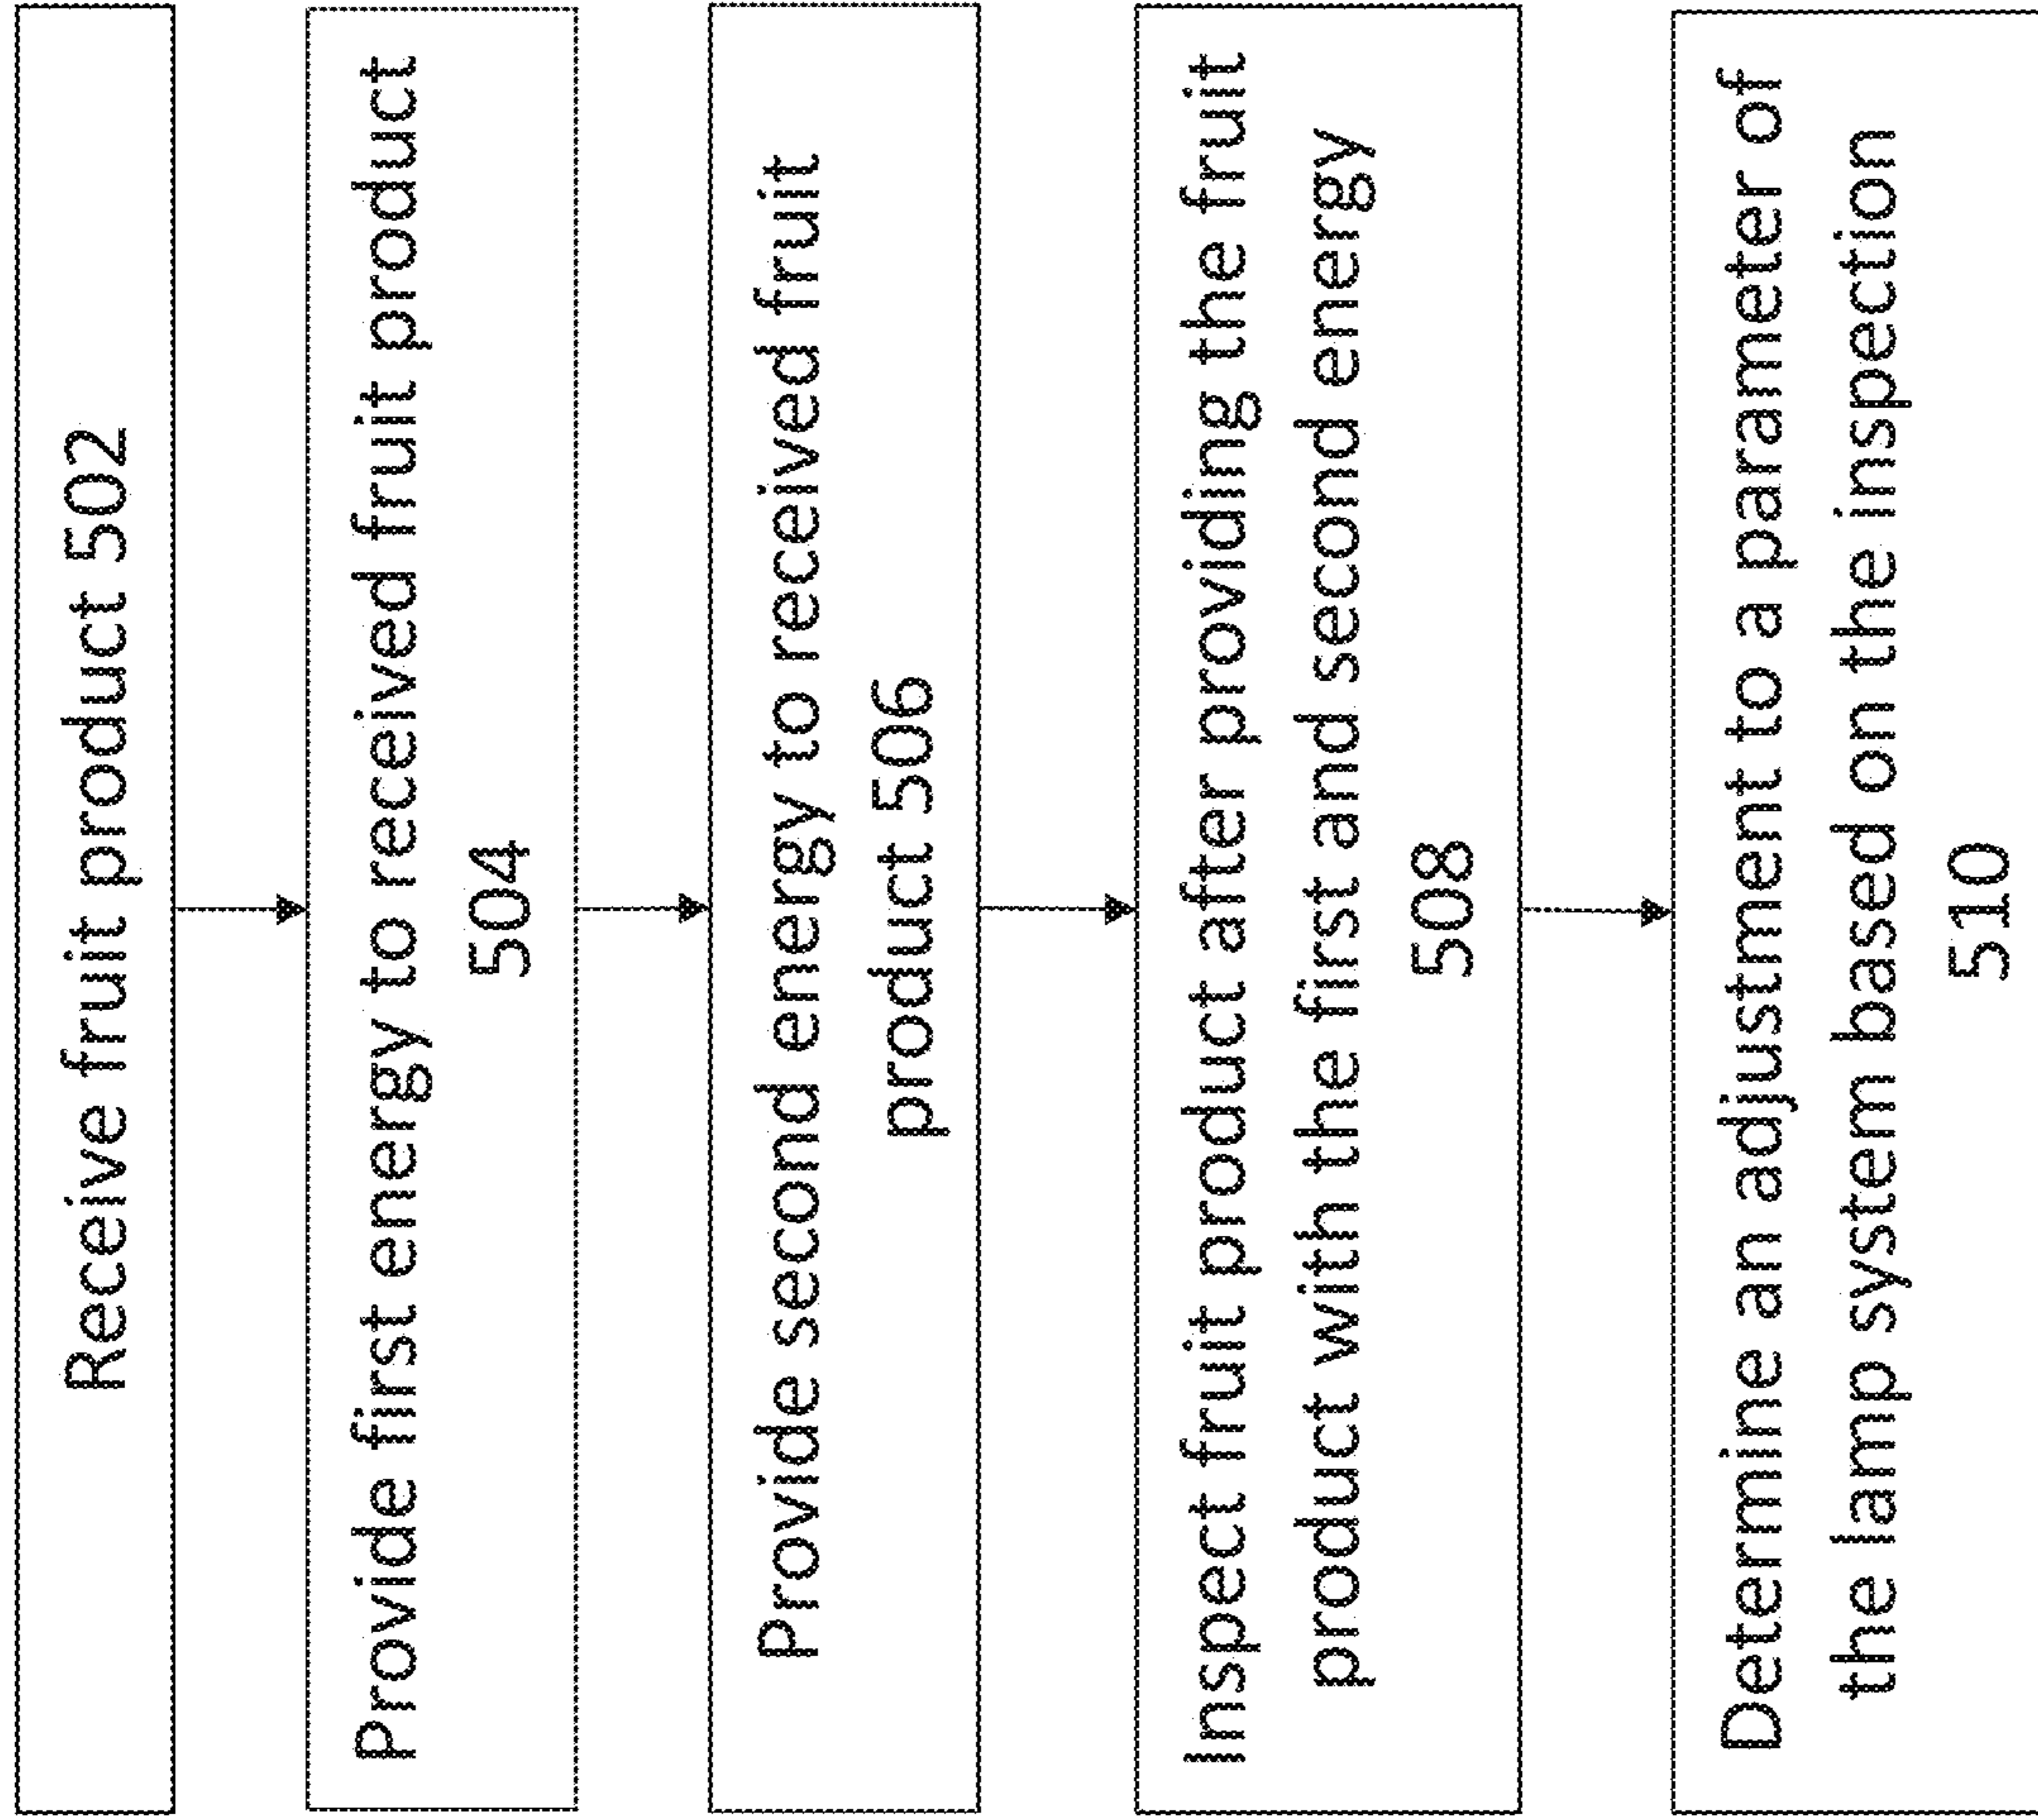 Receive fruit product 502
Provide first energy to received fruit product
504
Provide second energy to received fruit
product 506
Inspect fruit product after providing the fruit
product with the first and second energy
508
Determine an adjustment to a parameter of
the lamp system based on the inspection
510